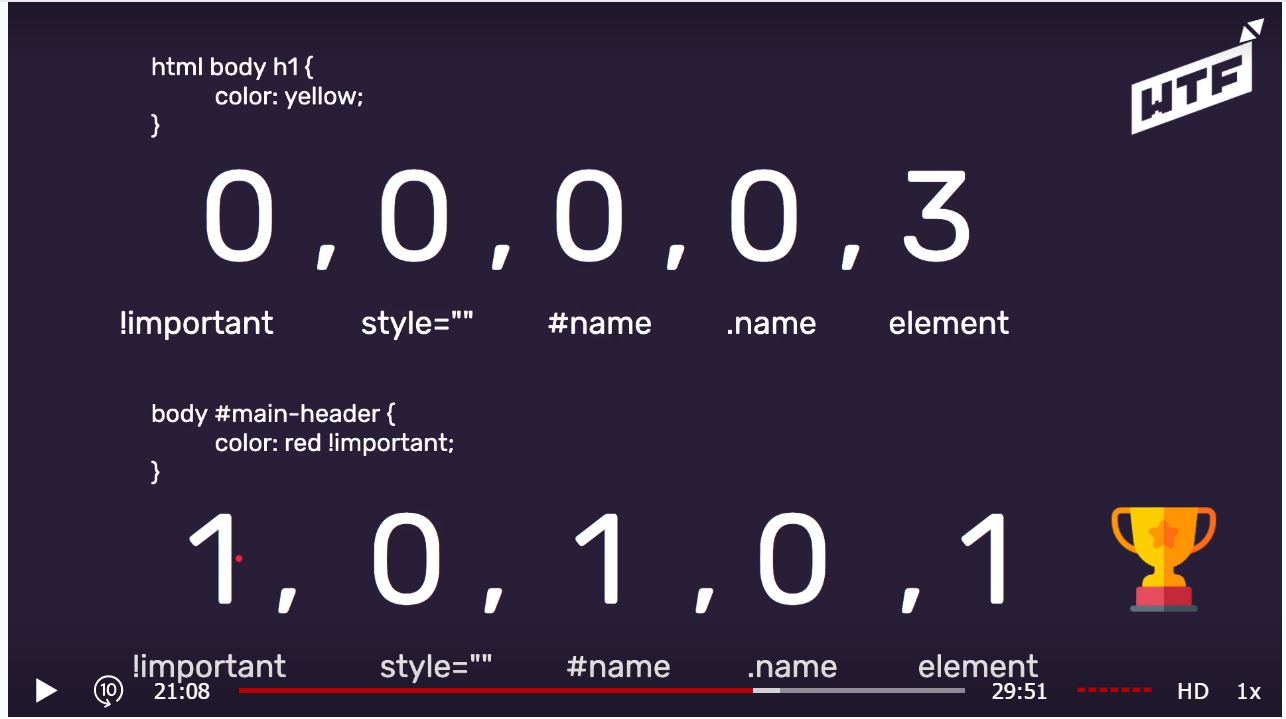 WTF
html body h1 {
color: yellow;
}
0 , 0 , 0 , 0 , 3
!important style="" #name .name element
body #main-header {
color: red !important;
}
1 , 0 , 1 , 0 , 1
!important style="" #name .name element
10 21:08 29:51 HD 1x